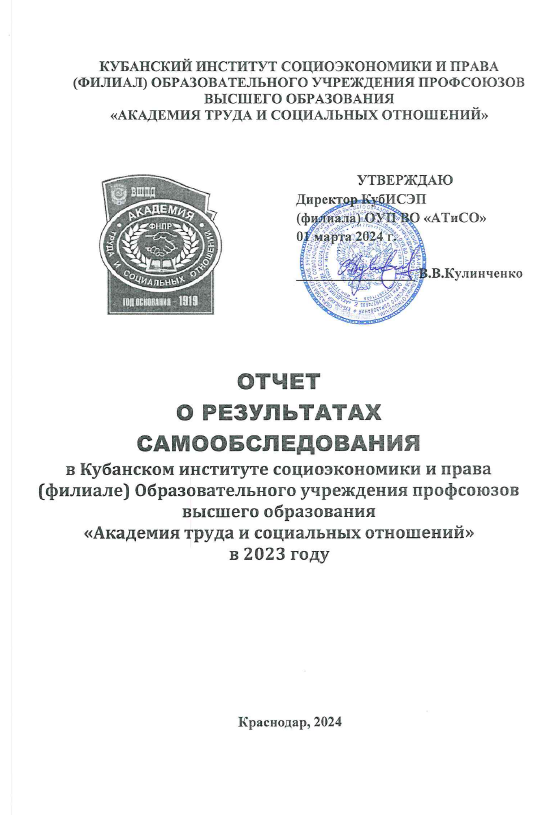 КУБАНСКИЙ ИНСТИТУТ СОЦИОЭКОНОМИКИ И ПРАВА
(ФИЛИАЛ) ОБРАЗОВАТЕЛЬНОГО УЧРЕЖДЕНИЯ ПРОФСОЮЗОВ
ВЫСШЕГО ОБРАЗОВАНИЯ
«АКАДЕМИЯ ТРУДА И СОЦИАЛЬНЫХ ОТНОШЕНИЙ»
ВШПД
АКАДЕМИЯ
ФНПР
ТРУДА И СОЦИАЛЬНЫХ ОТНОШЕНИЙ
ГОД ОСНОВАНИЯ 1919
УТВЕРЖДАЮ
Директор КубИСЭП
(филиала) ОУП ВО «АТиСО»
01 марта 2024 г.
В.В.Кулинченко
ОТЧЕТ
О РЕЗУЛЬТАТАХ
САМООБСЛЕДОВАНИЯ
в Кубанском институте социоэкономики и права
(филиале) Образовательного учреждения профсоюзов
высшего образования
«Академия труда и социальных отношений»
в 2023 году
Краснодар, 2024